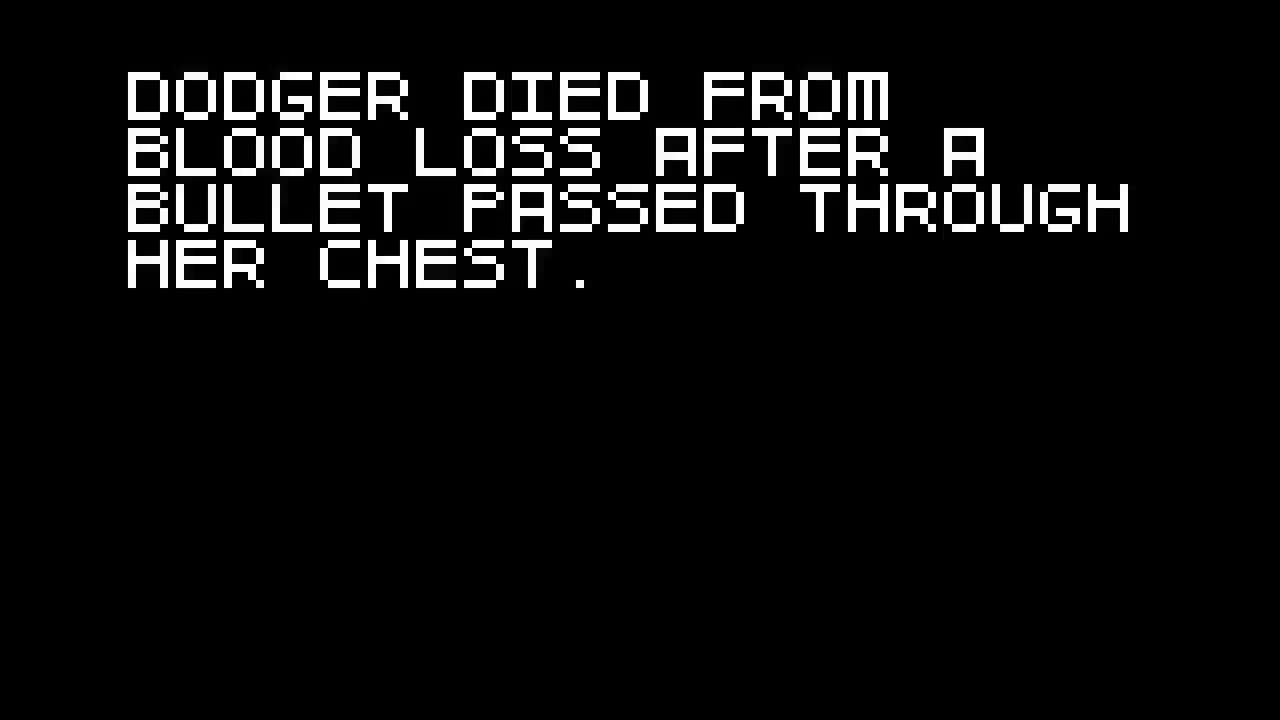 DODGER DIED FROM
BLOOD LOSS AFTER A
BULLET PASSED THROUGH
HER CHEST.